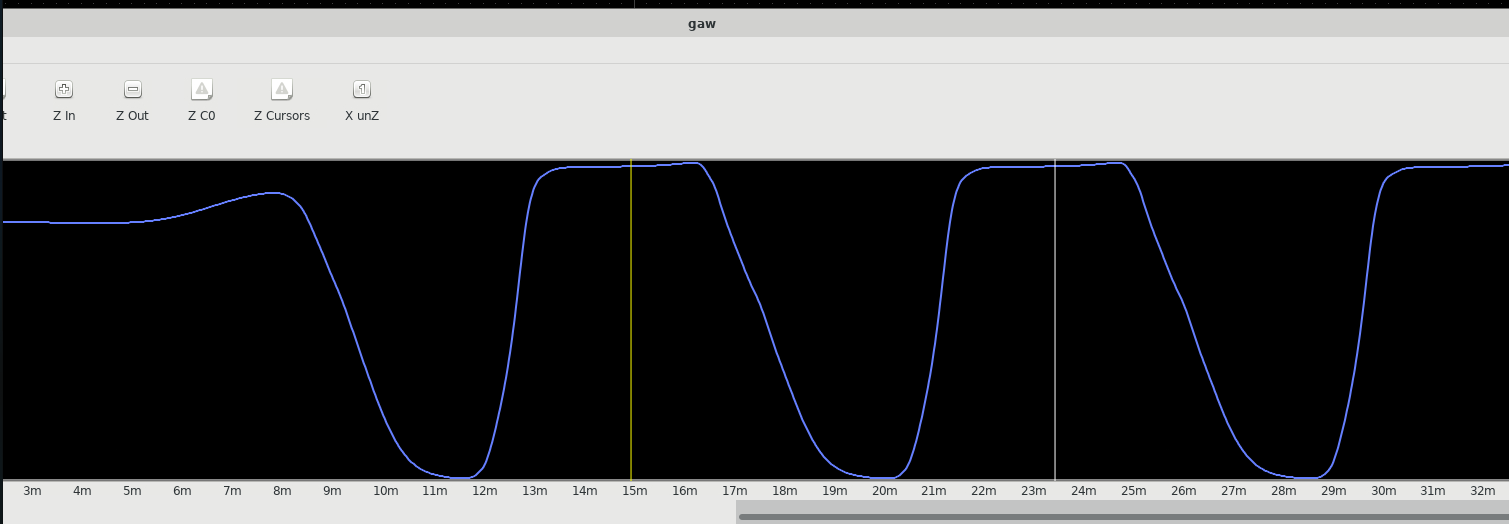 gaw
t Z In Z Out Z C0 Z Cursors X unZ
3m 4m 5m 6m 7m 8m 9m 10m 11m 12m 13m 14m 15m 16m 17m 18m 19m 20m 21m 22m 23m 24m 25m 26m 27m 28m 29m 30m 31m 32m